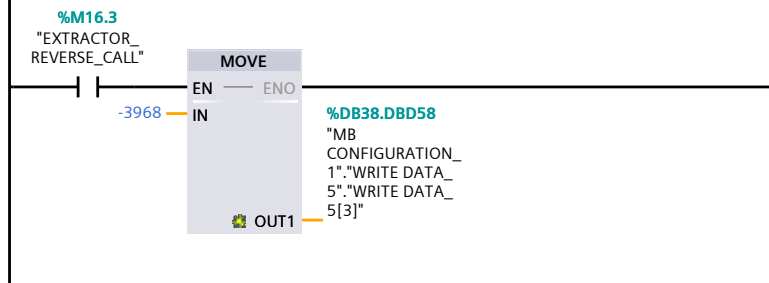 %M16.3
"EXTRACTOR_
REVERSE_CALL"
MOVE
EN
ENO
-3968
IN
%DB38.DBD58
"MB
CONFIGURATION_
1"."WRITE DATA_
5"."WRITE DATA_
5[3]"
OUT1